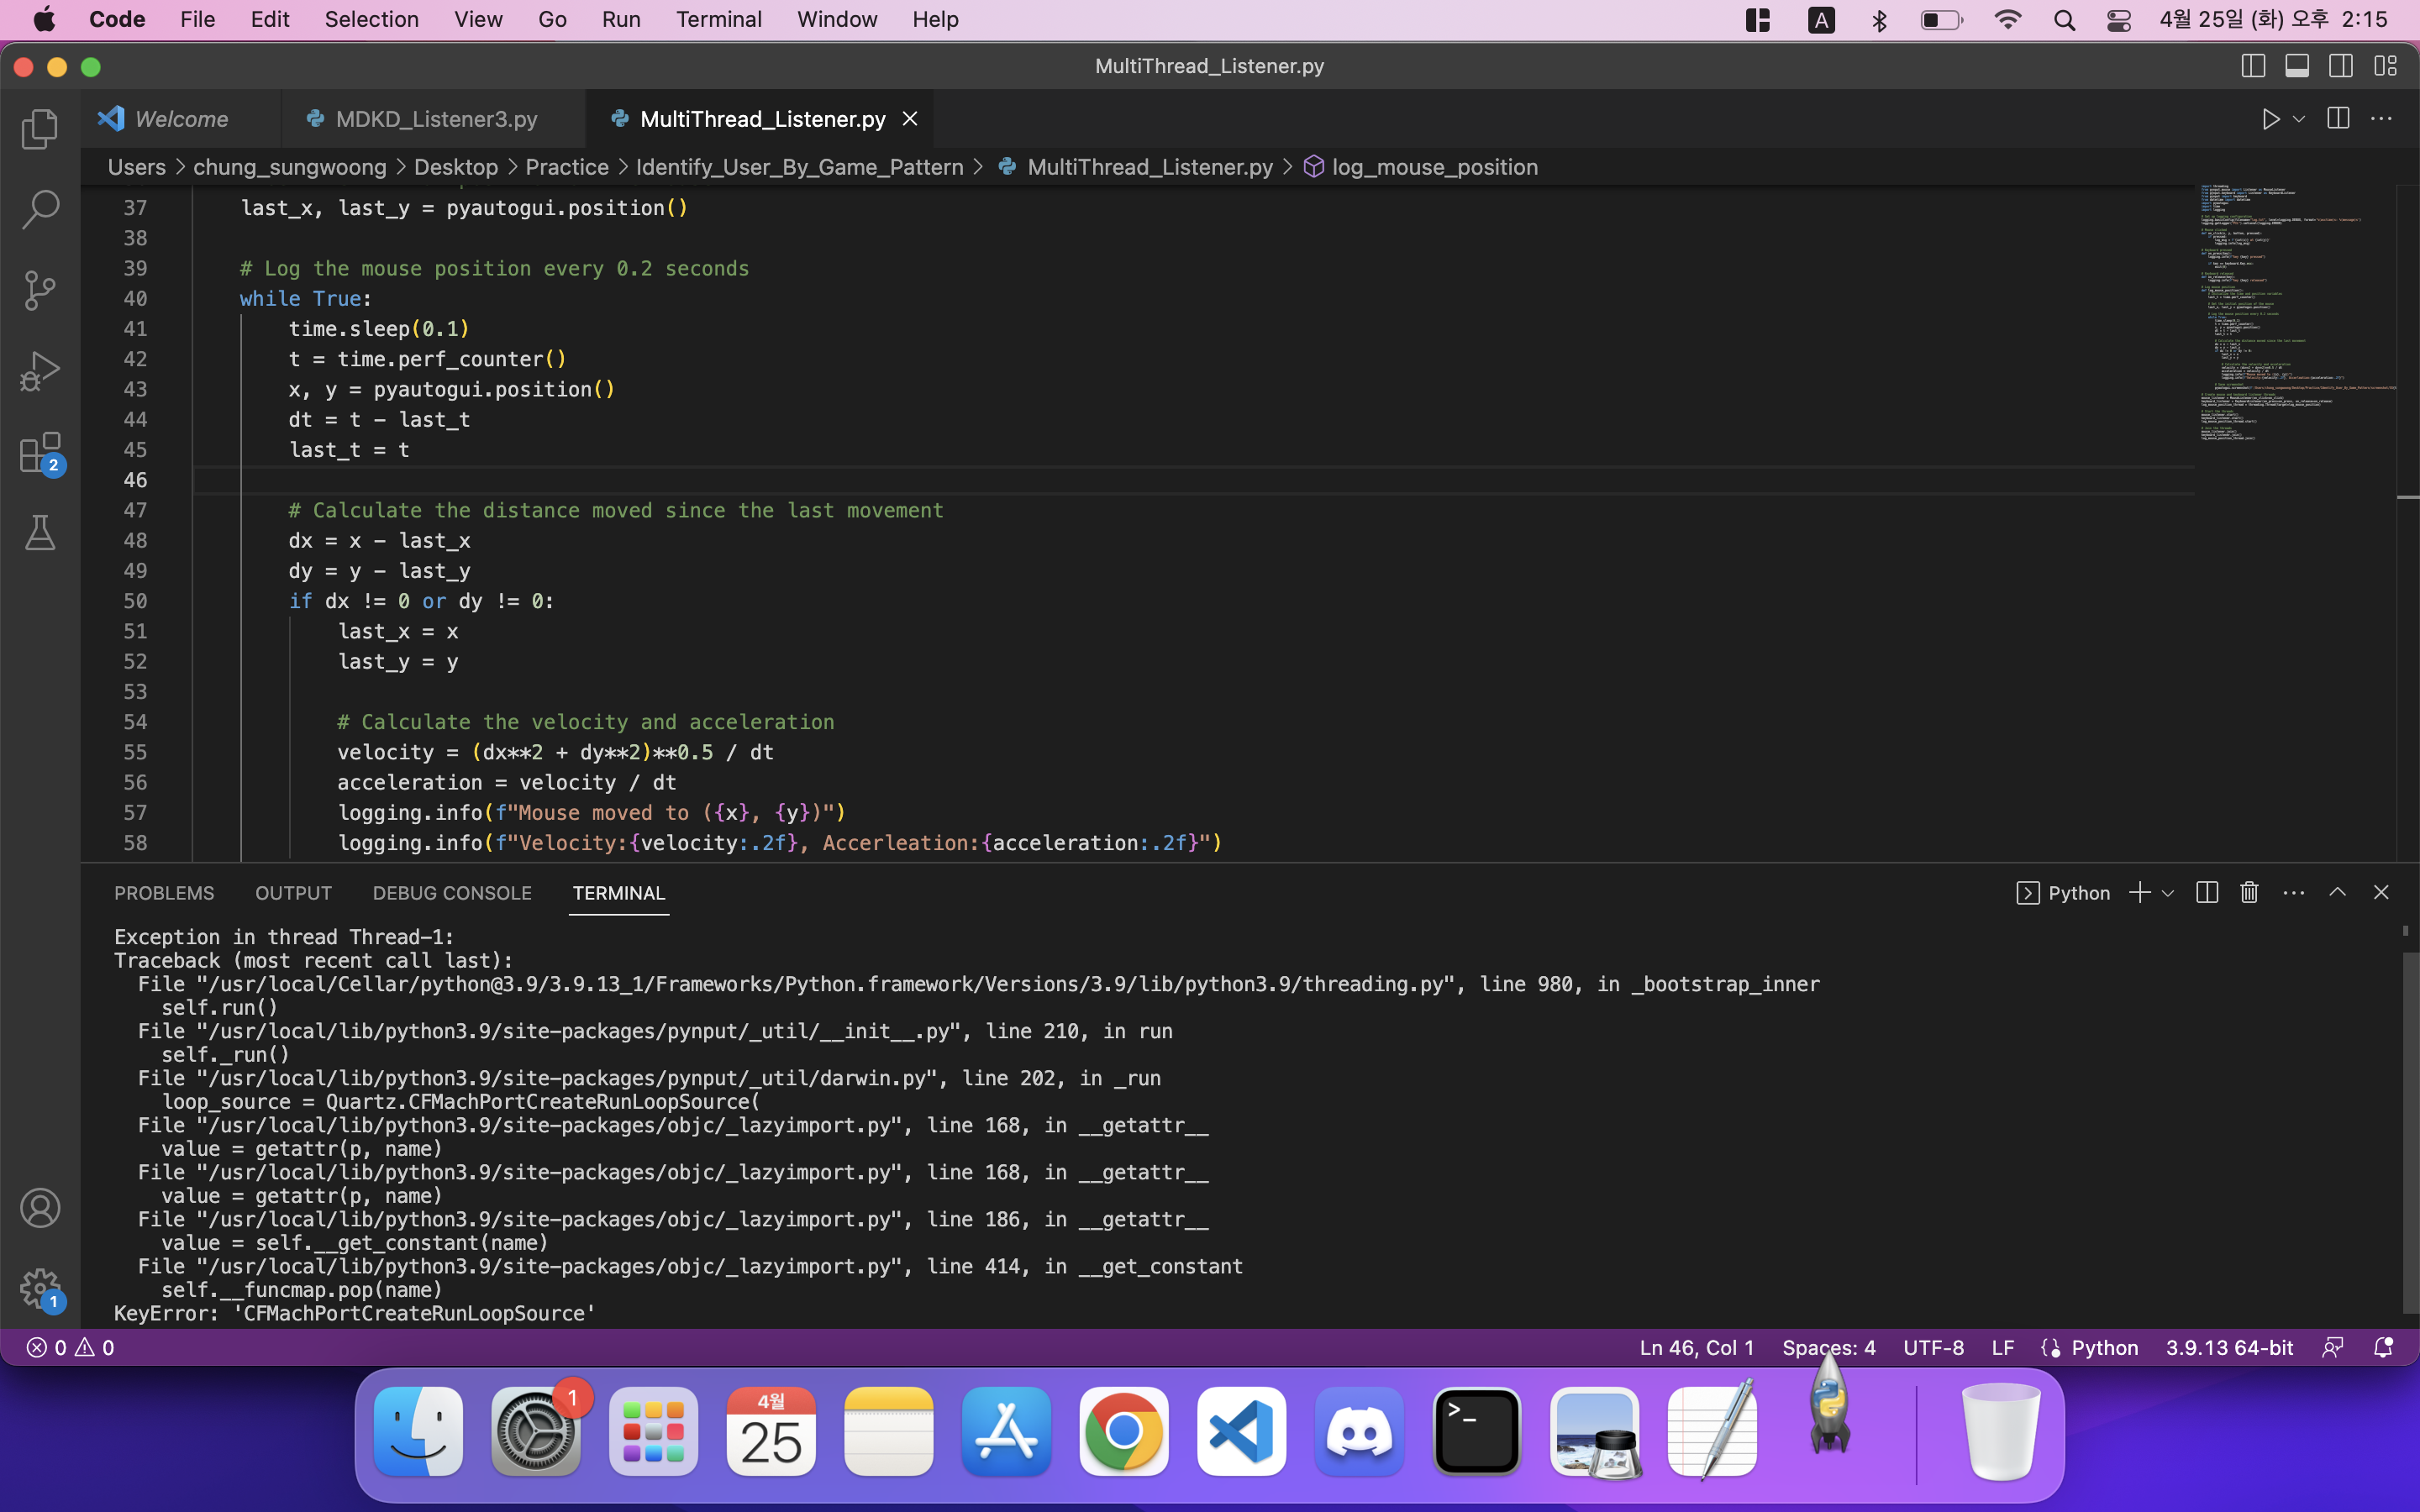 Code File Edit Selection View Go Run Terminal Window Help A 4월 25일 (화) 오후 2:15
MultiThread_Listener.py
Welcome MDKD_Listener3.py MultiThread_Listener.py
Users > chung_sungwoong > Desktop > Practice > Identify_User_By_Game_Pattern > MultiThread_Listener.py > log_mouse_position
37 last_x, last_y = pyautogui.position()
38
39 # Log the mouse position every 0.2 seconds
40 while True:
41 time.sleep(0.1)
42 t = time.perf_counter()
43 x, y = pyautogui.position()
44 dt = t - last_t
45 last_t = t
46
47 # Calculate the distance moved since the last movement
48 dx = x - last_x
49 dy = y - last_y
50 if dx != 0 or dy != 0:
51 last_x = x
52 last_y = y
53
54 # Calculate the velocity and acceleration
55 velocity = (dx**2 + dy**2)**0.5 / dt
56 acceleration = velocity / dt
57 logging.info(f"Mouse moved to ({x}, {y})")
58 logging.info(f"Velocity:{velocity:.2f}, Accerleation:{acceleration:.2f}")
2
PROBLEMS OUTPUT DEBUG CONSOLE TERMINAL Python
Exception in thread Thread-1:
Traceback (most recent call last):
File "/usr/local/Cellar/python@3.9/3.9.13_1/Frameworks/Python.framework/Versions/3.9/lib/python3.9/threading.py", line 980, in _bootstrap_inner
self.run()
File "/usr/local/lib/python3.9/site-packages/pynput/_util/__init__.py", line 210, in run
self._run()
File "/usr/local/lib/python3.9/site-packages/pynput/_util/darwin.py", line 202, in _run
loop_source = Quartz.CFMachPortCreateRunLoopSource(
File "/usr/local/lib/python3.9/site-packages/objc/_lazyimport.py", line 168, in __getattr__
value = getattr(p, name)
File "/usr/local/lib/python3.9/site-packages/objc/_lazyimport.py", line 168, in __getattr__
value = getattr(p, name)
File "/usr/local/lib/python3.9/site-packages/objc/_lazyimport.py", line 186, in __getattr__
value = self.__get_constant(name)
File "/usr/local/lib/python3.9/site-packages/objc/_lazyimport.py", line 414, in __get_constant
self.__funcmap.pop(name)
KeyError: 'CFMachPortCreateRunLoopSource'
1
0 0 Ln 46, Col 1 Spaces: 4 UTF-8 LF Python 3.9.13 64-bit
1
4월
25